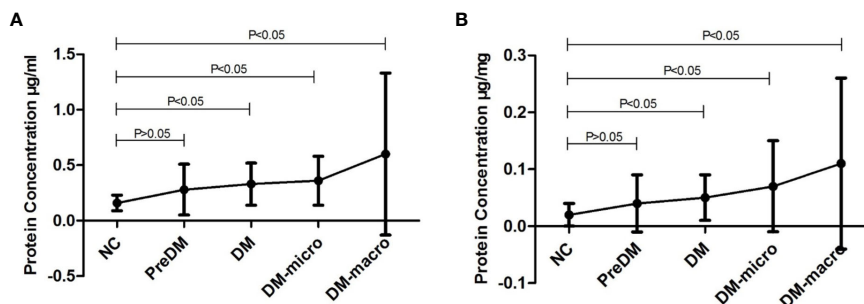 A
P<0.05
P<0.05
P<0.05
P>0.05
Protein Concentration µg/ml
1.5
1.0
0.5
0.0
-0.5
NC
PreDM
DM
DM-micro
DM-macro
B
P<0.05
P<0.05
P<0.05
P>0.05
Protein Concentration µg/mg
0.3
0.2
0.1
0.0
-0.1
NC
PreDM
DM
DM-micro
DM-macro